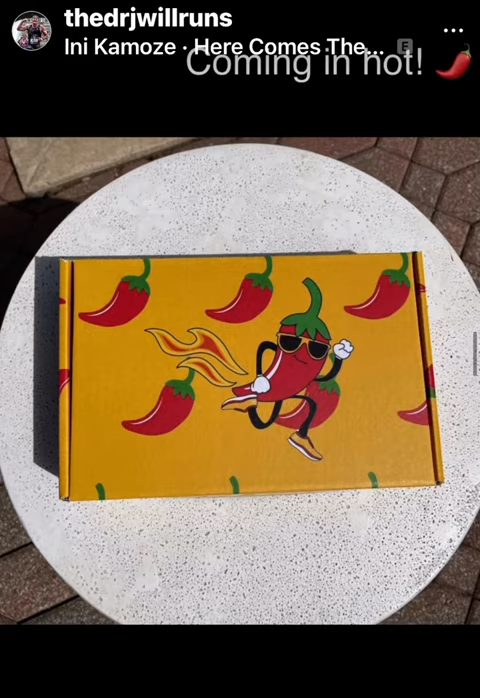 thedrjwillruns
Ini Kamoze · Here Comes The... E
Coming in hot! 🌶️